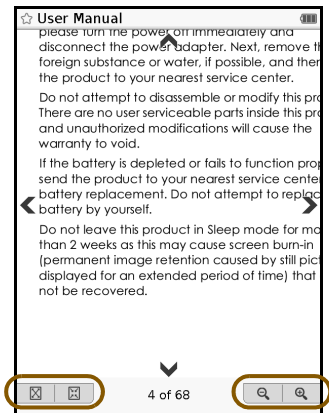 User Manual
please turn the power off immediately and
disconnect the power adapter. Next, remove th
foreign substance or water, if possible, and then
the product to your nearest service center.
Do not attempt to disassemble or modify this pro
There are no user serviceable parts inside this pro
and unauthorized modifications will cause the
warranty to void.
If the battery is depleted or fails to function prop
send the product to your nearest service center
battery replacement. Do not attempt to replac
battery by yourself.
Do not leave this product in Sleep mode for mo
than 2 weeks as this may cause screen burn-in
(permanent image retention caused by still pict
displayed for an extended period of time) that
not be recovered.
4 of 68